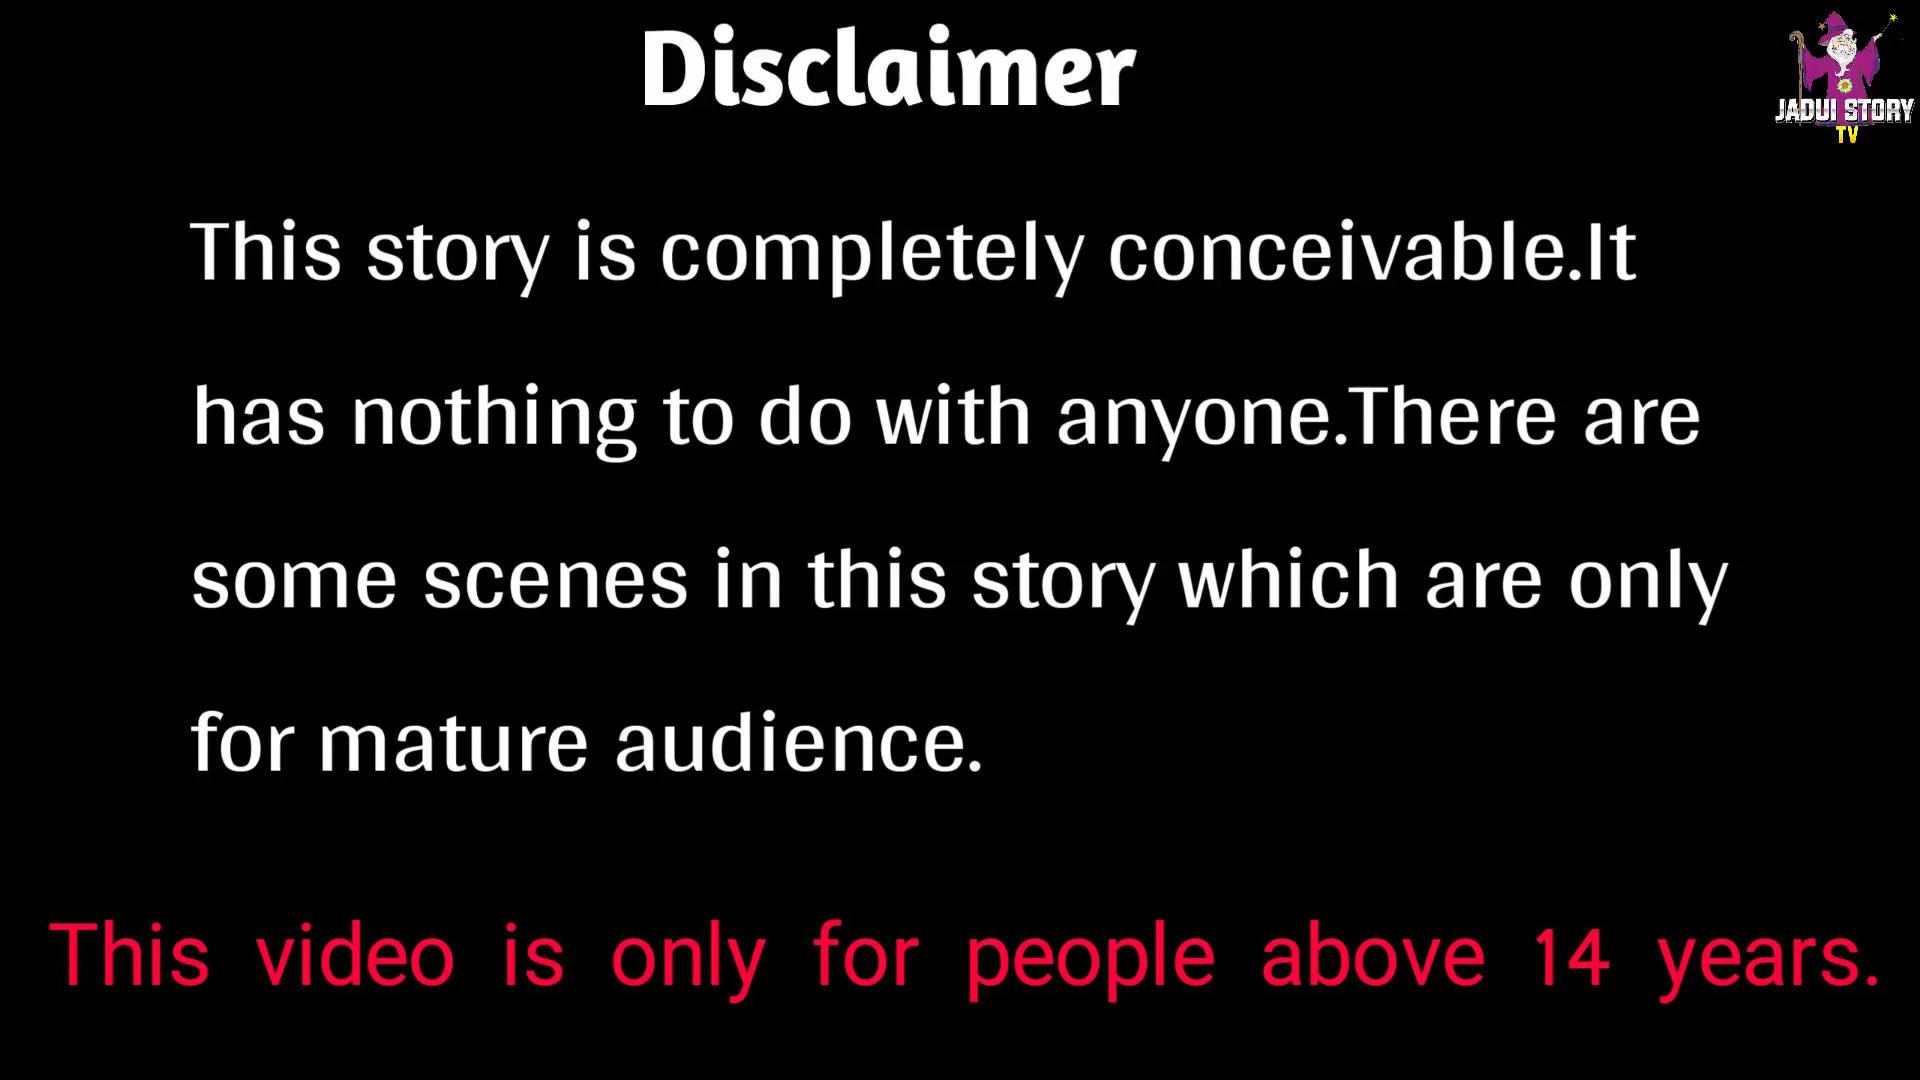 Disclaimer
JADUI STORY
TV
This story is completely conceivable.It
has nothing to do with anyone.There are
some scenes in this story which are only
for mature audience.
This video is only for people above 14 years.